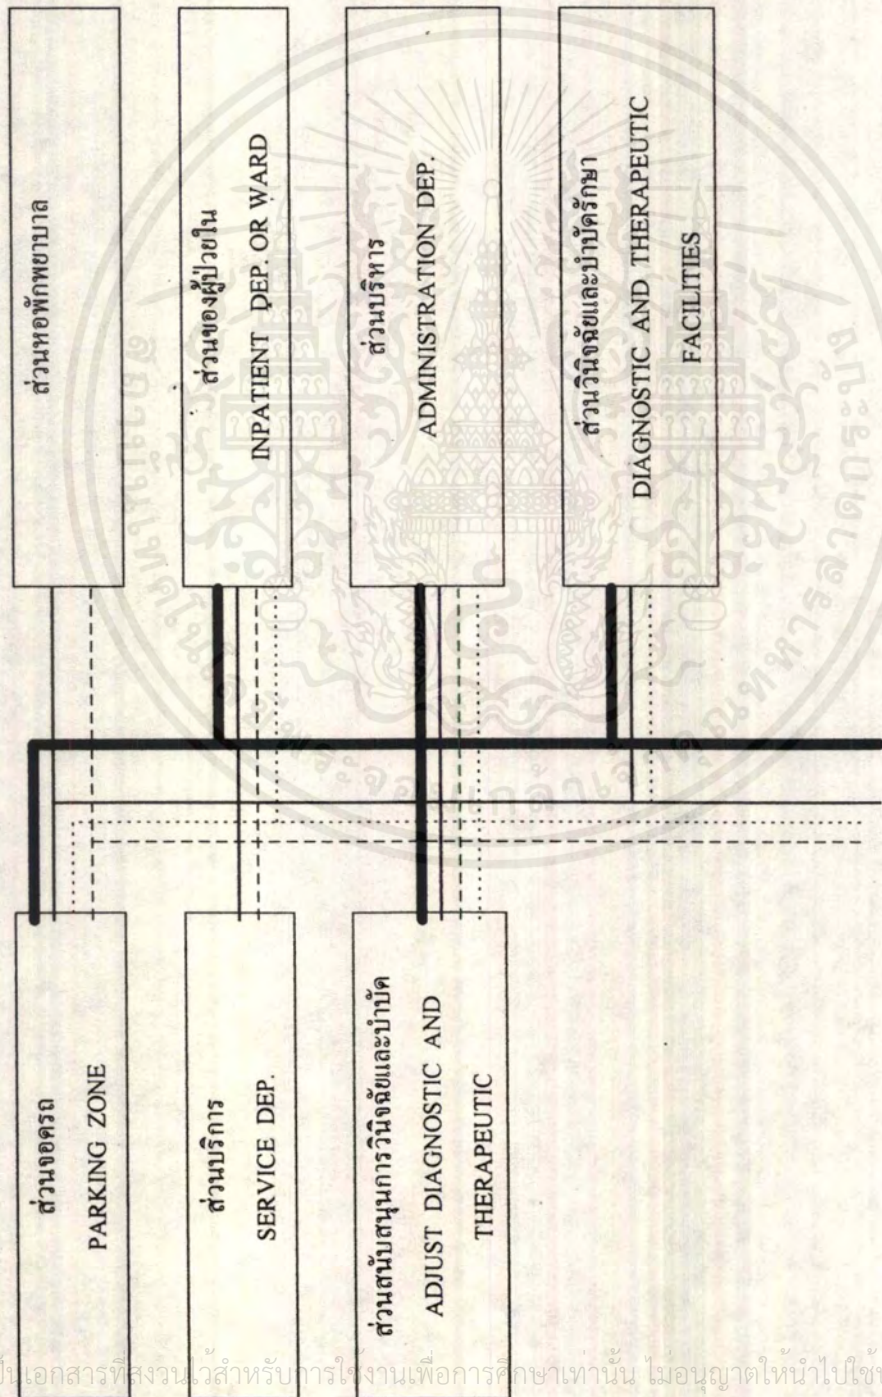 ส่วนหอพักพยาบาล
ส่วนของผู้ป่วยใน
INPATIENT DEP. OR WARD
ส่วนบริหาร
ADMINISTRATION DEP.
ส่วนวินิจฉัยและบำบัดรักษา
DIAGNOSTIC AND THERAPEUTIC
FACILITIES
ส่วนจอดรถ
PARKING ZONE
ส่วนบริการ
SERVICE DEP.
ส่วนสนับสนุนการวินิจฉัยและบำบัด
ADJUST DIAGNOSTIC AND
THERAPEUTIC
เอกสารที่สงวนไว้สำหรับการใช้งานเพื่อการศึกษาเท่านั้น ไม่อนุญาตให้นำไปใช้